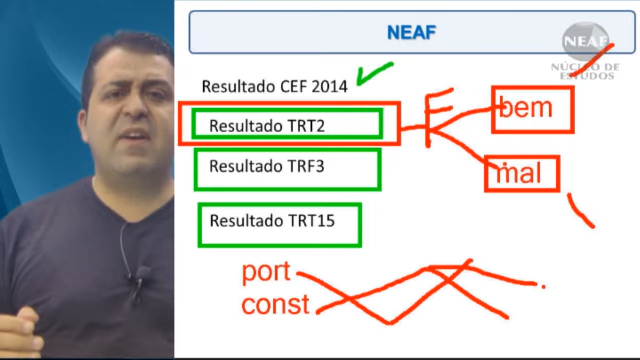 NEAF
NEAF
NÚCLEO DE
ESTUDOS
Resultado CEF 2014
Resultado TRT2
E
bem
Resultado TRF3
mal
Resultado TRT15
port
const